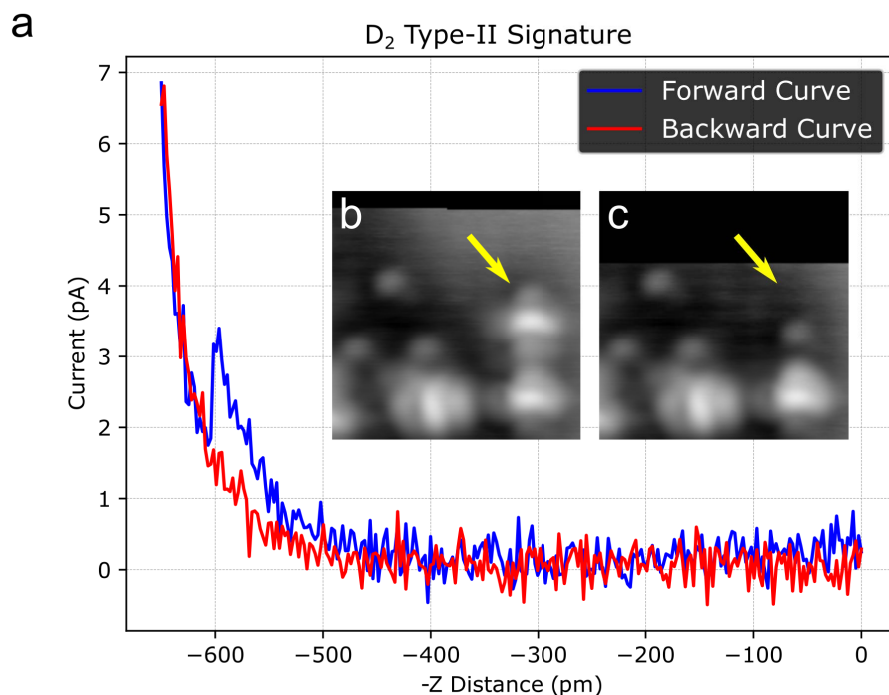 a
D₂ Type-II Signature
Forward Curve
Backward Curve
b
c
Current (pA)
7
6
5
4
3
2
1
0
−600
−500
−400
−300
−200
−100
0
-Z Distance (pm)